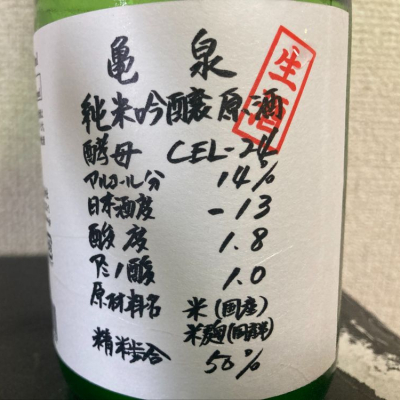 亀泉
生酒
純米吟醸原酒
酵母 CEL-24
アルコール分 14%
日本酒度 -13
酸度 1.8
アミノ酸 1.0
原材料名 米(国産)
米麹(国産米)
精米歩合 50%